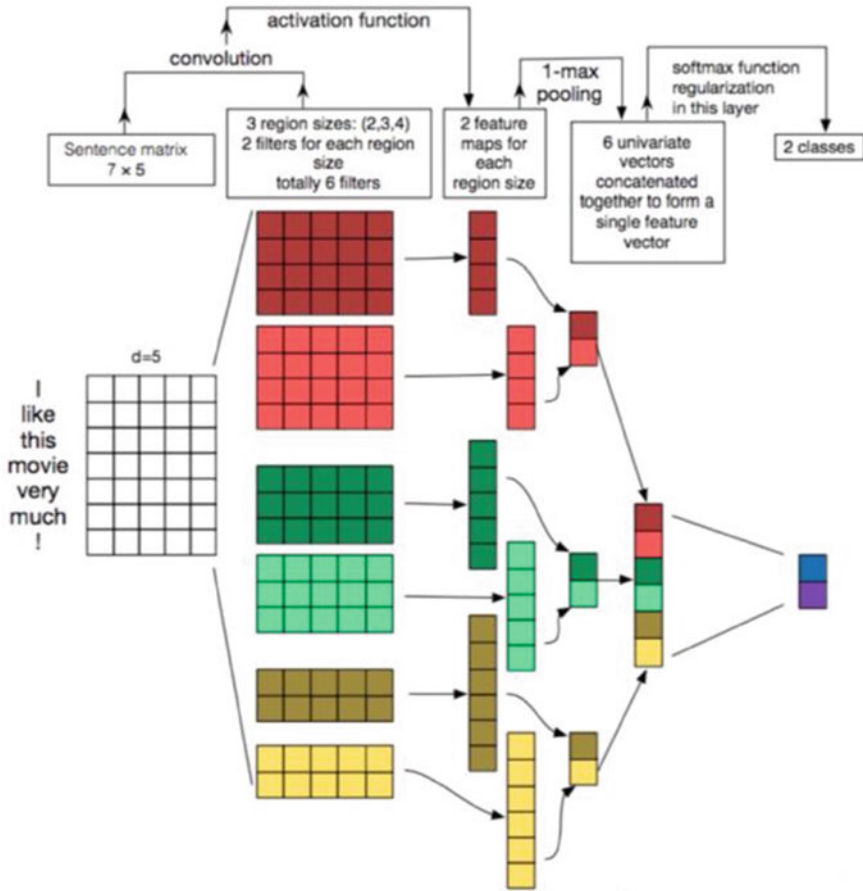 activation function
convolution
1-max
pooling
softmax function
regularization
in this layer
Sentence matrix
7 × 5
3 region sizes: (2,3,4)
2 filters for each region
size
totally 6 filters
2 feature
maps for
each
region size
6 univariate
vectors
concatenated
together to form a
single feature
vector
2 classes
d=5
I
like
this
movie
very
much
!